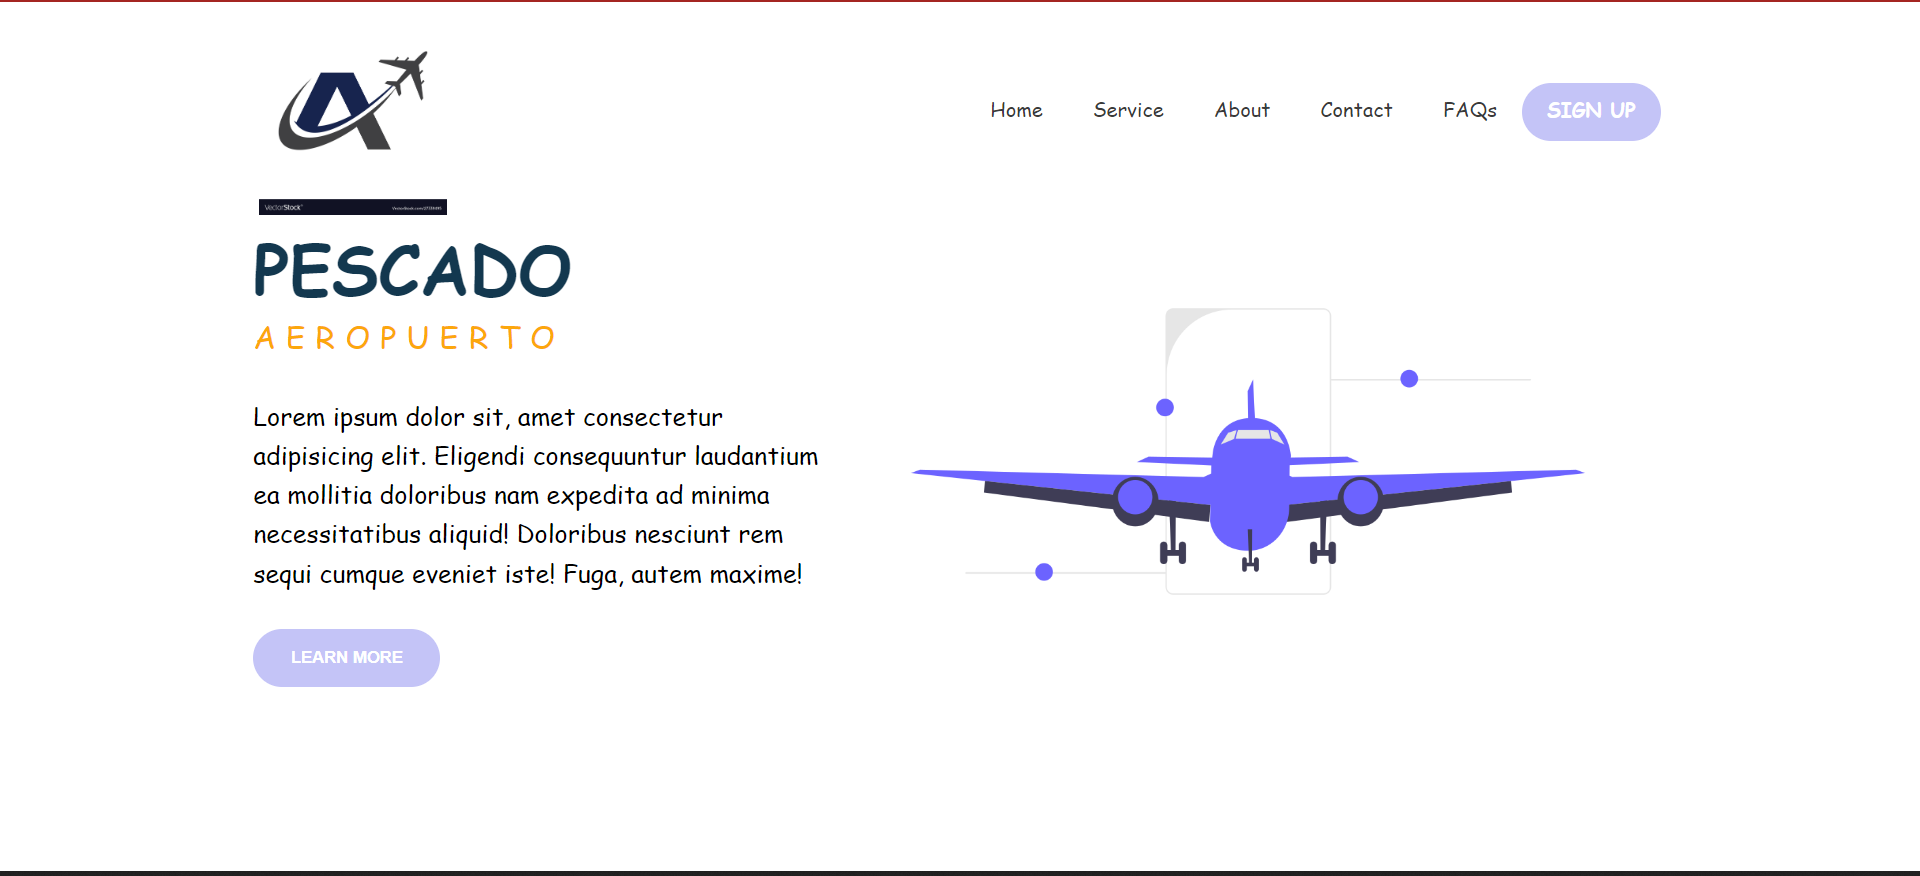 Home Service About Contact FAQs SIGN UP
VectorStock
PESCADO
AEROPUERTO
Lorem ipsum dolor sit, amet consectetur
adipisicing elit. Eligendi consequuntur laudantium
ea mollitia doloribus nam expedita ad minima
necessitatibus aliquid! Doloribus nesciunt rem
sequi cumque eveniet iste! Fuga, autem maxime!
LEARN MORE